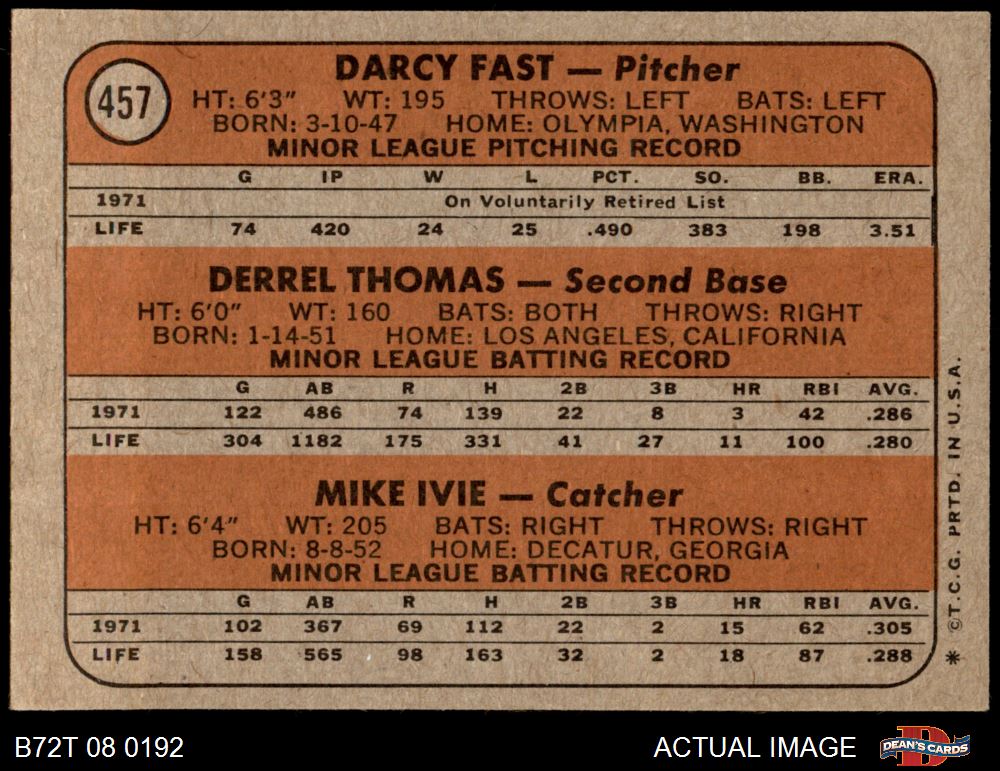 457
DARCY FAST — Pitcher
HT: 6'3" WT: 195 THROWS: LEFT BATS: LEFT
BORN: 3-10-47 HOME: OLYMPIA, WASHINGTON
MINOR LEAGUE PITCHING RECORD
G IP W L PCT. SO. BB. ERA.
1971 On Voluntarily Retired List
LIFE 74 420 24 25 .490 383 198 3.51
DERREL THOMAS — Second Base
HT: 6'0" WT: 160 BATS: BOTH THROWS: RIGHT
BORN: 1-14-51 HOME: LOS ANGELES, CALIFORNIA
MINOR LEAGUE BATTING RECORD
G AB R H 2B 3B HR RBI AVG.
1971 122 486 74 139 22 8 3 42 .286
LIFE 304 1182 175 331 41 27 11 100 .280
MIKE IVIE — Catcher
HT: 6'4" WT: 205 BATS: RIGHT THROWS: RIGHT
BORN: 8-8-52 HOME: DECATUR, GEORGIA
MINOR LEAGUE BATTING RECORD
G AB R H 2B 3B HR RBI AVG.
1971 102 367 69 112 22 2 15 62 .305
LIFE 158 565 98 163 32 2 18 87 .288
* ©T.C.G. PRTD. IN U.S.A.
B72T 08 0192
ACTUAL IMAGE
DEAN'S CARDS